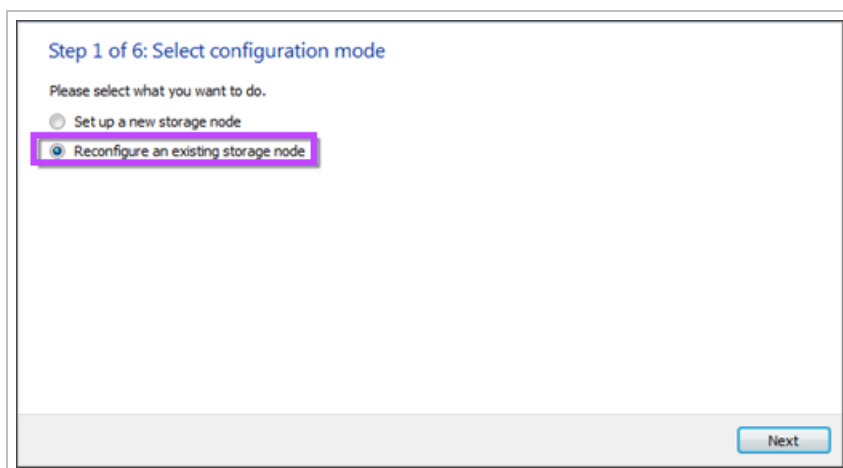 Step 1 of 6: Select configuration mode
Please select what you want to do.
Set up a new storage node
Reconfigure an existing storage node
Next